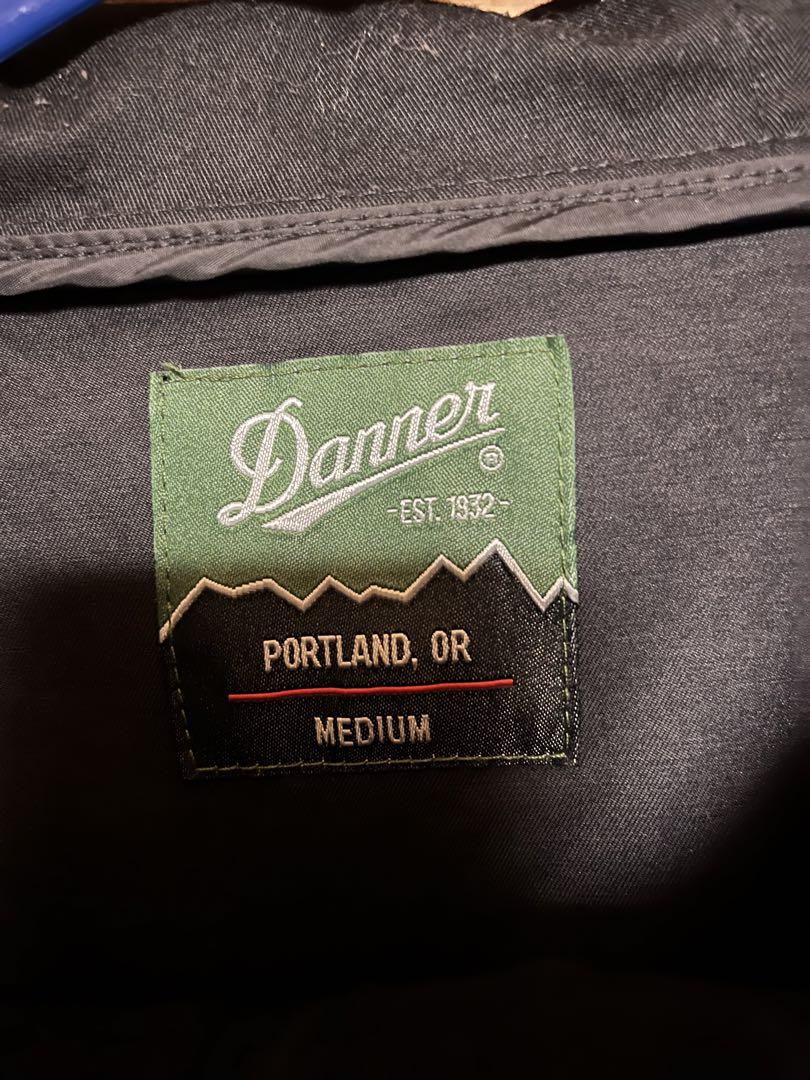 Danner®
-EST. 1932-
PORTLAND, OR
MEDIUM